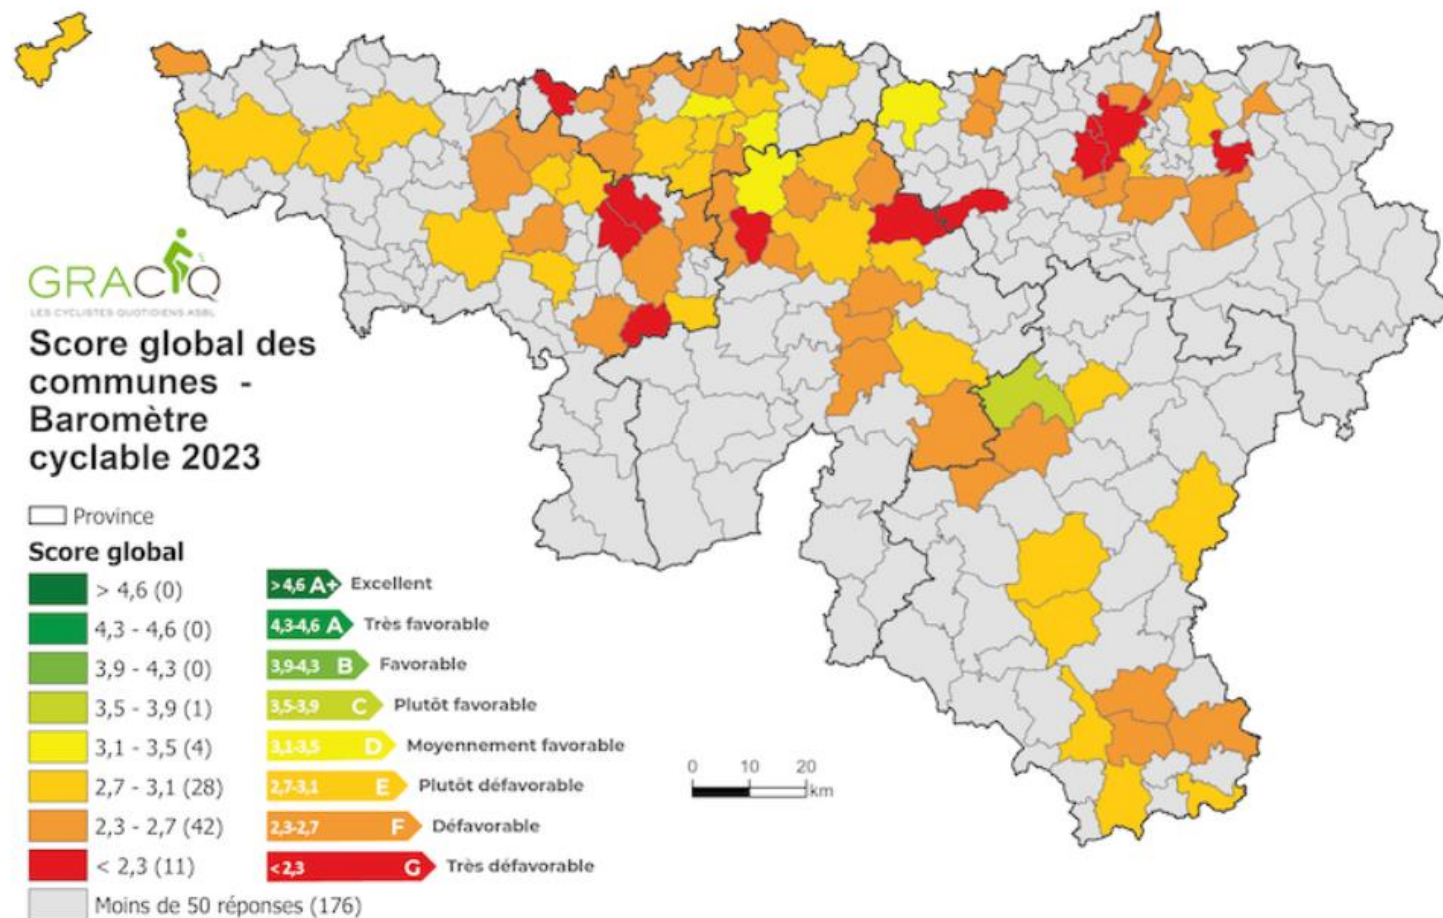 GRACQ
LES CYCLISTES QUOTIDIENS ASBL
Score global des
communes -
Baromètre
cyclable 2023
Province
Score global
> 4,6 (0)
4,3 - 4,6 (0)
3,9 - 4,3 (0)
3,5 - 3,9 (1)
3,1 - 3,5 (4)
2,7 - 3,1 (28)
2,3 - 2,7 (42)
< 2,3 (11)
Moins de 50 réponses (176)
> 4,6 A+ Excellent
4,3-4,6 A Très favorable
3,9-4,3 B Favorable
3,5-3,9 C Plutôt favorable
3,1-3,5 D Moyennement favorable
2,7-3,1 E Plutôt défavorable
2,3-2,7 F Défavorable
< 2,3 G Très défavorable
0 10 20
km